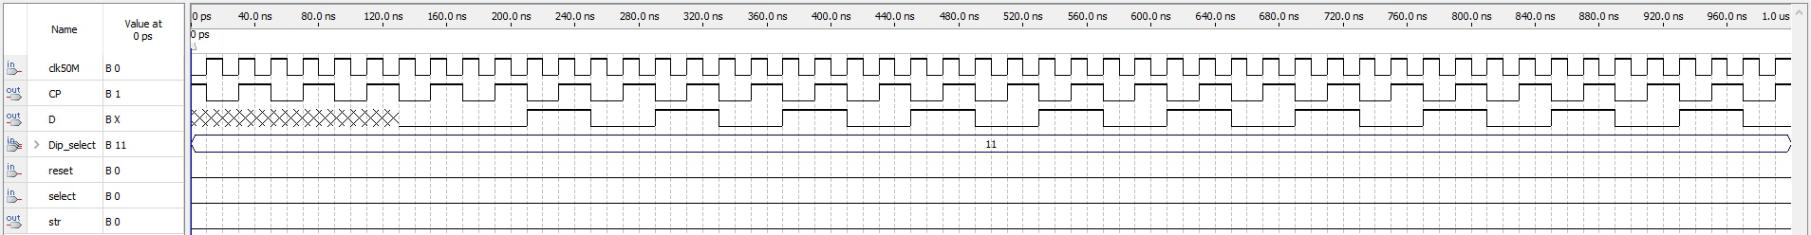 Name Value at 0 ps
0 ps 40.0 ns 80.0 ns 120.0 ns 160.0 ns 200.0 ns 240.0 ns 280.0 ns 320.0 ns 360.0 ns 400.0 ns 440.0 ns 480.0 ns 520.0 ns 560.0 ns 600.0 ns 640.0 ns 680.0 ns 720.0 ns 760.0 ns 800.0 ns 840.0 ns 880.0 ns 920.0 ns 960.0 ns 1.0 us
0 ps
in clk50M B 0
out CP B 1
out D B X
in > Dip_select B 11 11
in reset B 0
in select B 0
out str B 0